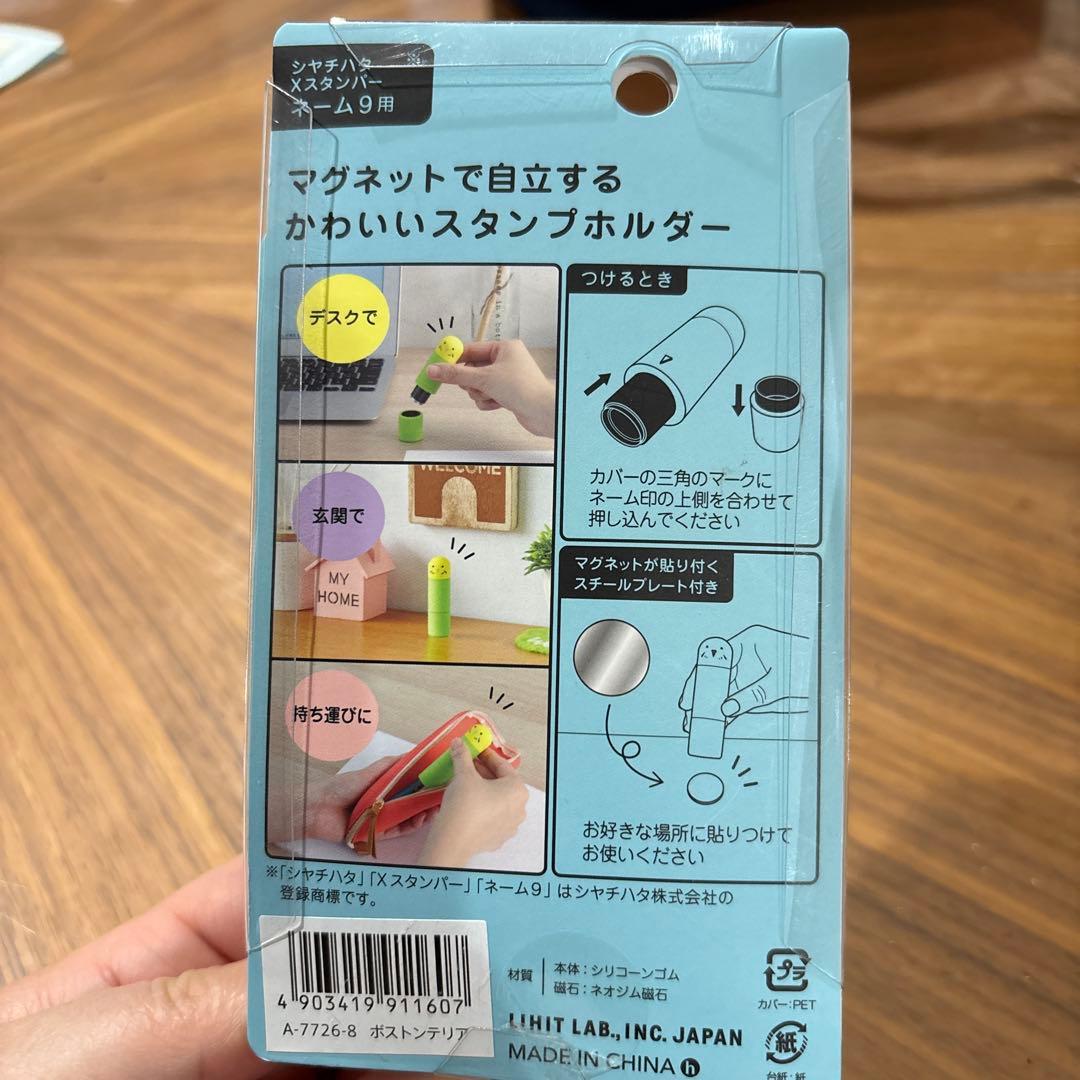 シヤチハタ※
Xスタンパー
ネーム9用
マグネットで自立する
かわいいスタンプホルダー
デスクで
玄関で
WELCOME
MY
HOME
持ち運びに
つけるとき
カバーの三角のマークに
ネーム印の上側を合わせて
押し込んでください
マグネットが貼り付く
スチールプレート付き
お好きな場所に貼りつけて
お使いください
※「シヤチハタ」「Xスタンパー」「ネーム9」はシヤチハタ株式会社の
登録商標です。
4 903419 911607
A-7726-8 ボストンテリア
材質
本体:シリコーンゴム
磁石:ネオジム磁石
LIHIT LAB., INC. JAPAN
MADE IN CHINA h
プラ
カバー:PET
紙
台紙:紙